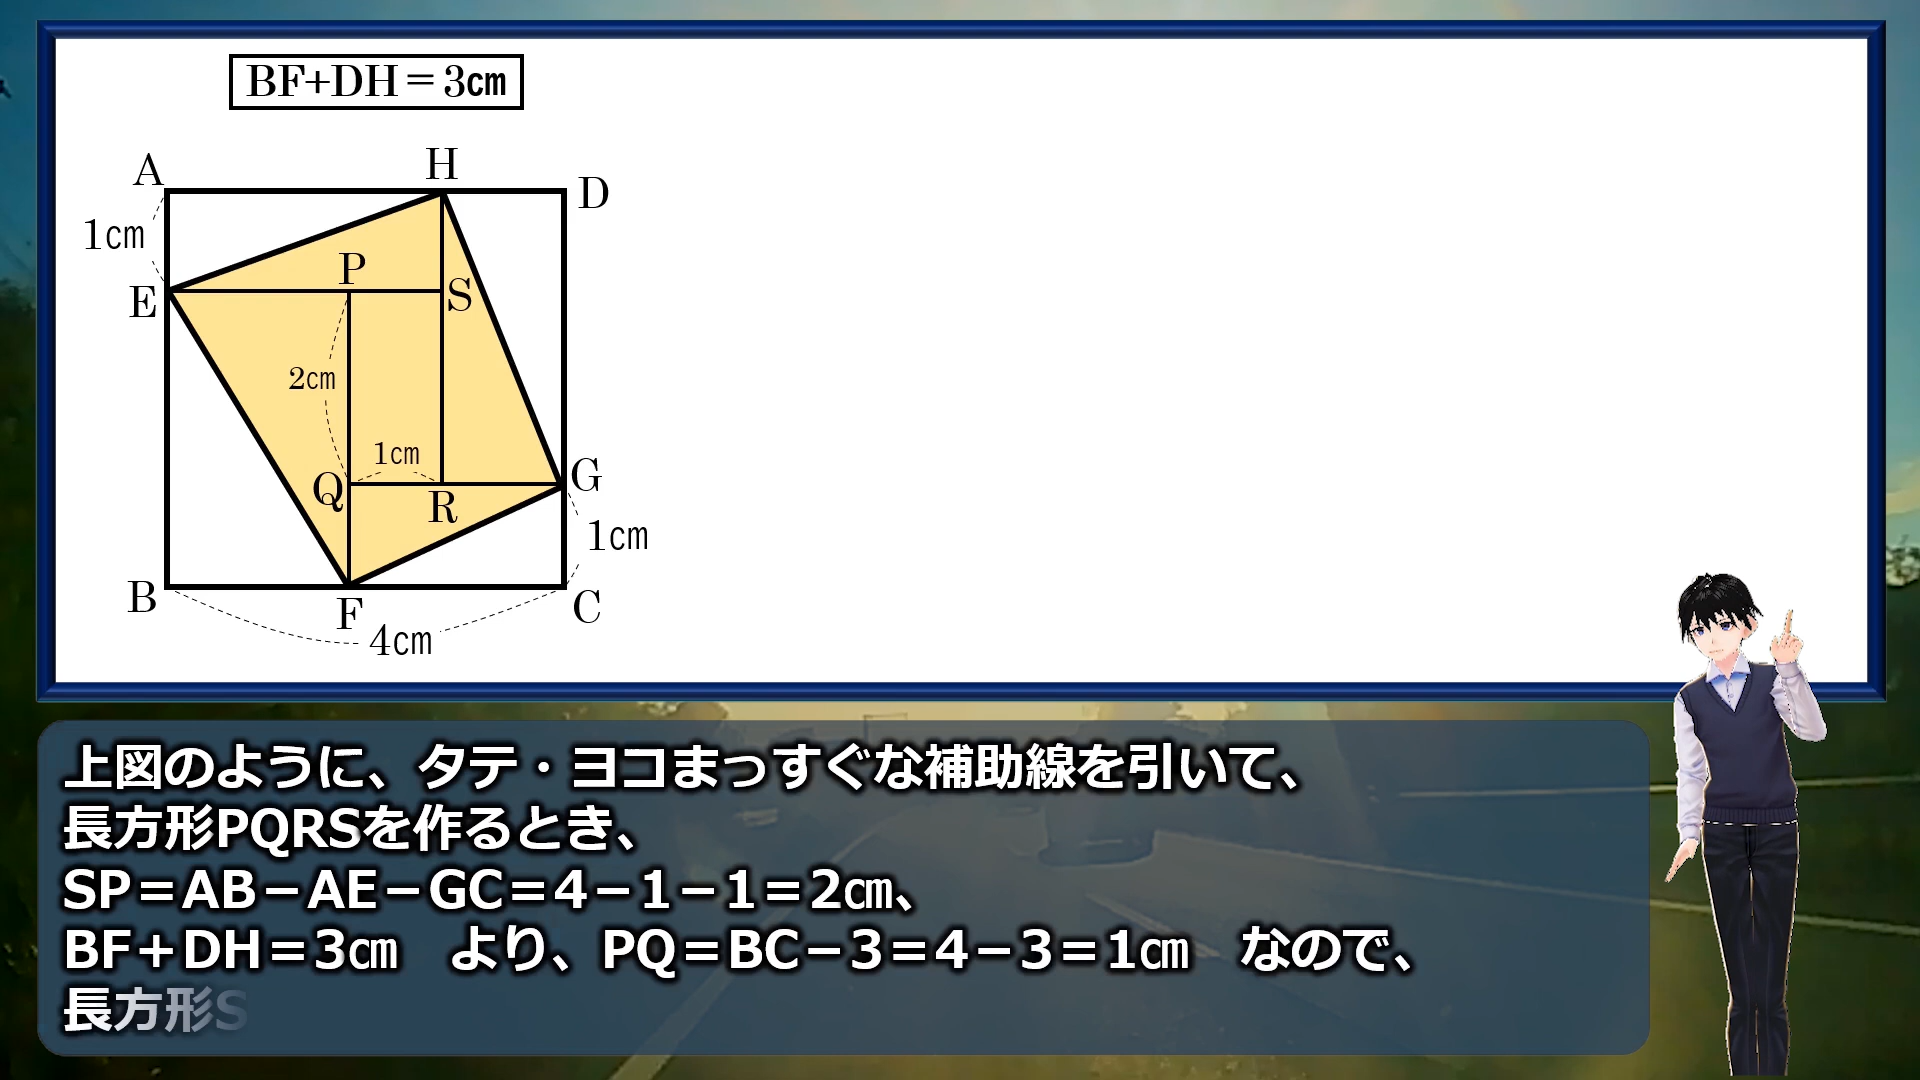 BF+DH＝3㎝
A
H
D
1㎝
P
E
S
2㎝
1㎝
Q
R
G
1㎝
B
F
C
4㎝
上図のように、タテ・ヨコまっすぐな補助線を引いて、
長方形PQRSを作るとき、
SP＝AB－AE－GC＝4－1－1＝2㎝、
BF＋DH＝3㎝　より、PQ＝BC－3＝4－3＝1㎝　なので、
長方形S